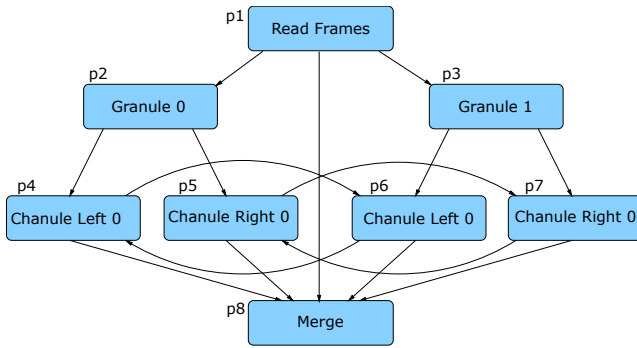 p1
Read Frames
p2
Granule 0
p3
Granule 1
p4
Chanule Left 0
p5
Chanule Right 0
p6
Chanule Left 0
p7
Chanule Right 0
p8
Merge